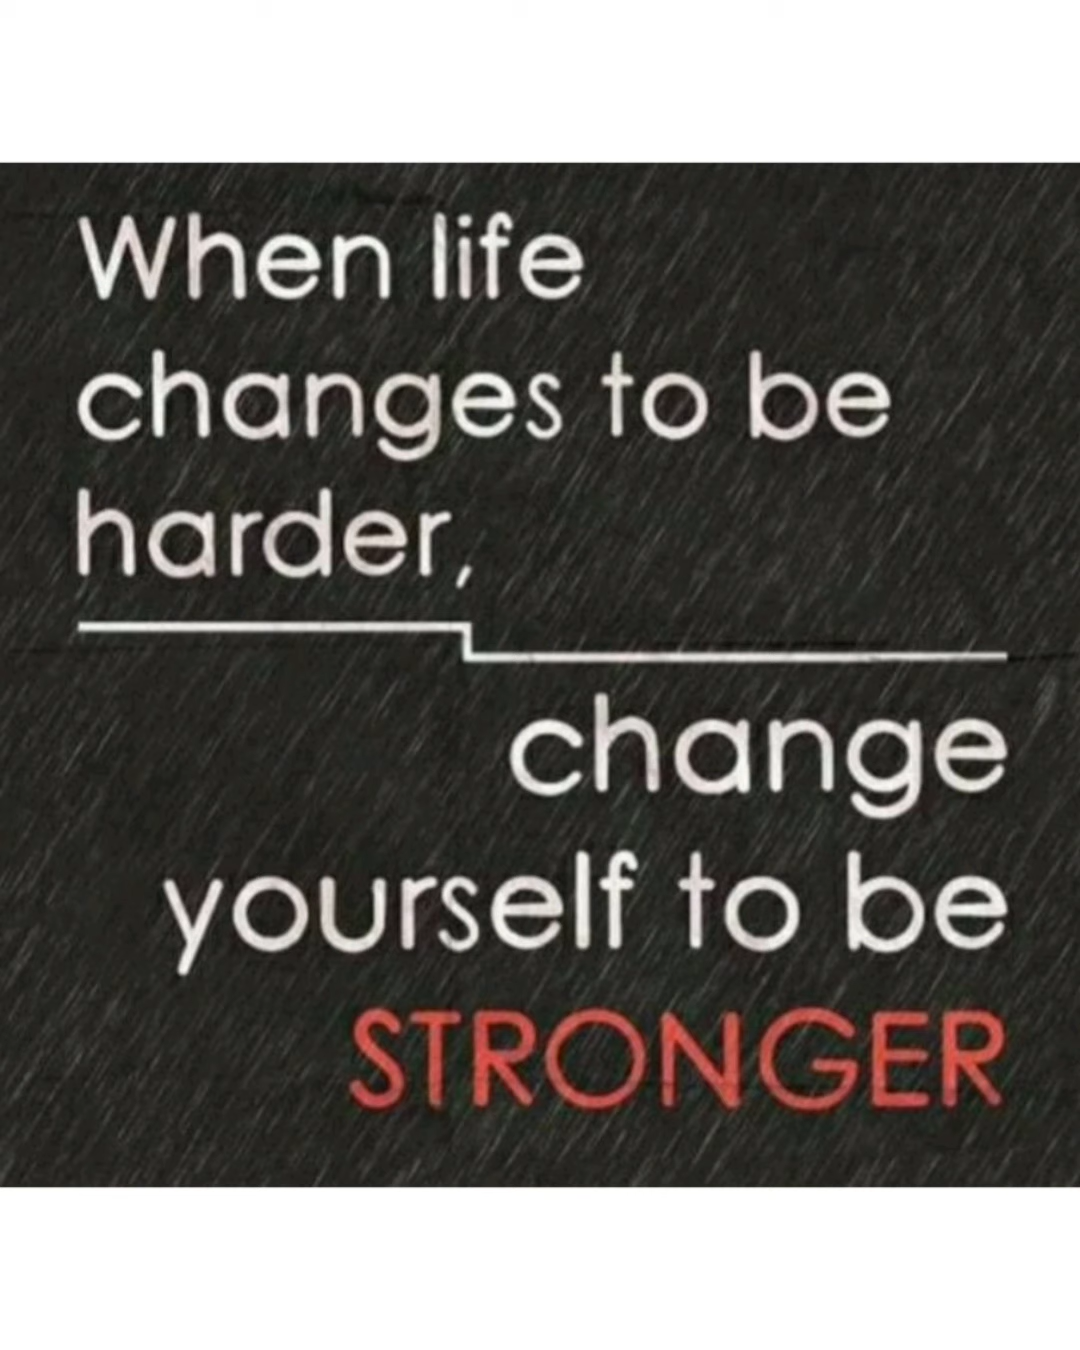 When life
changes to be
harder,
change
yourself to be
STRONGER